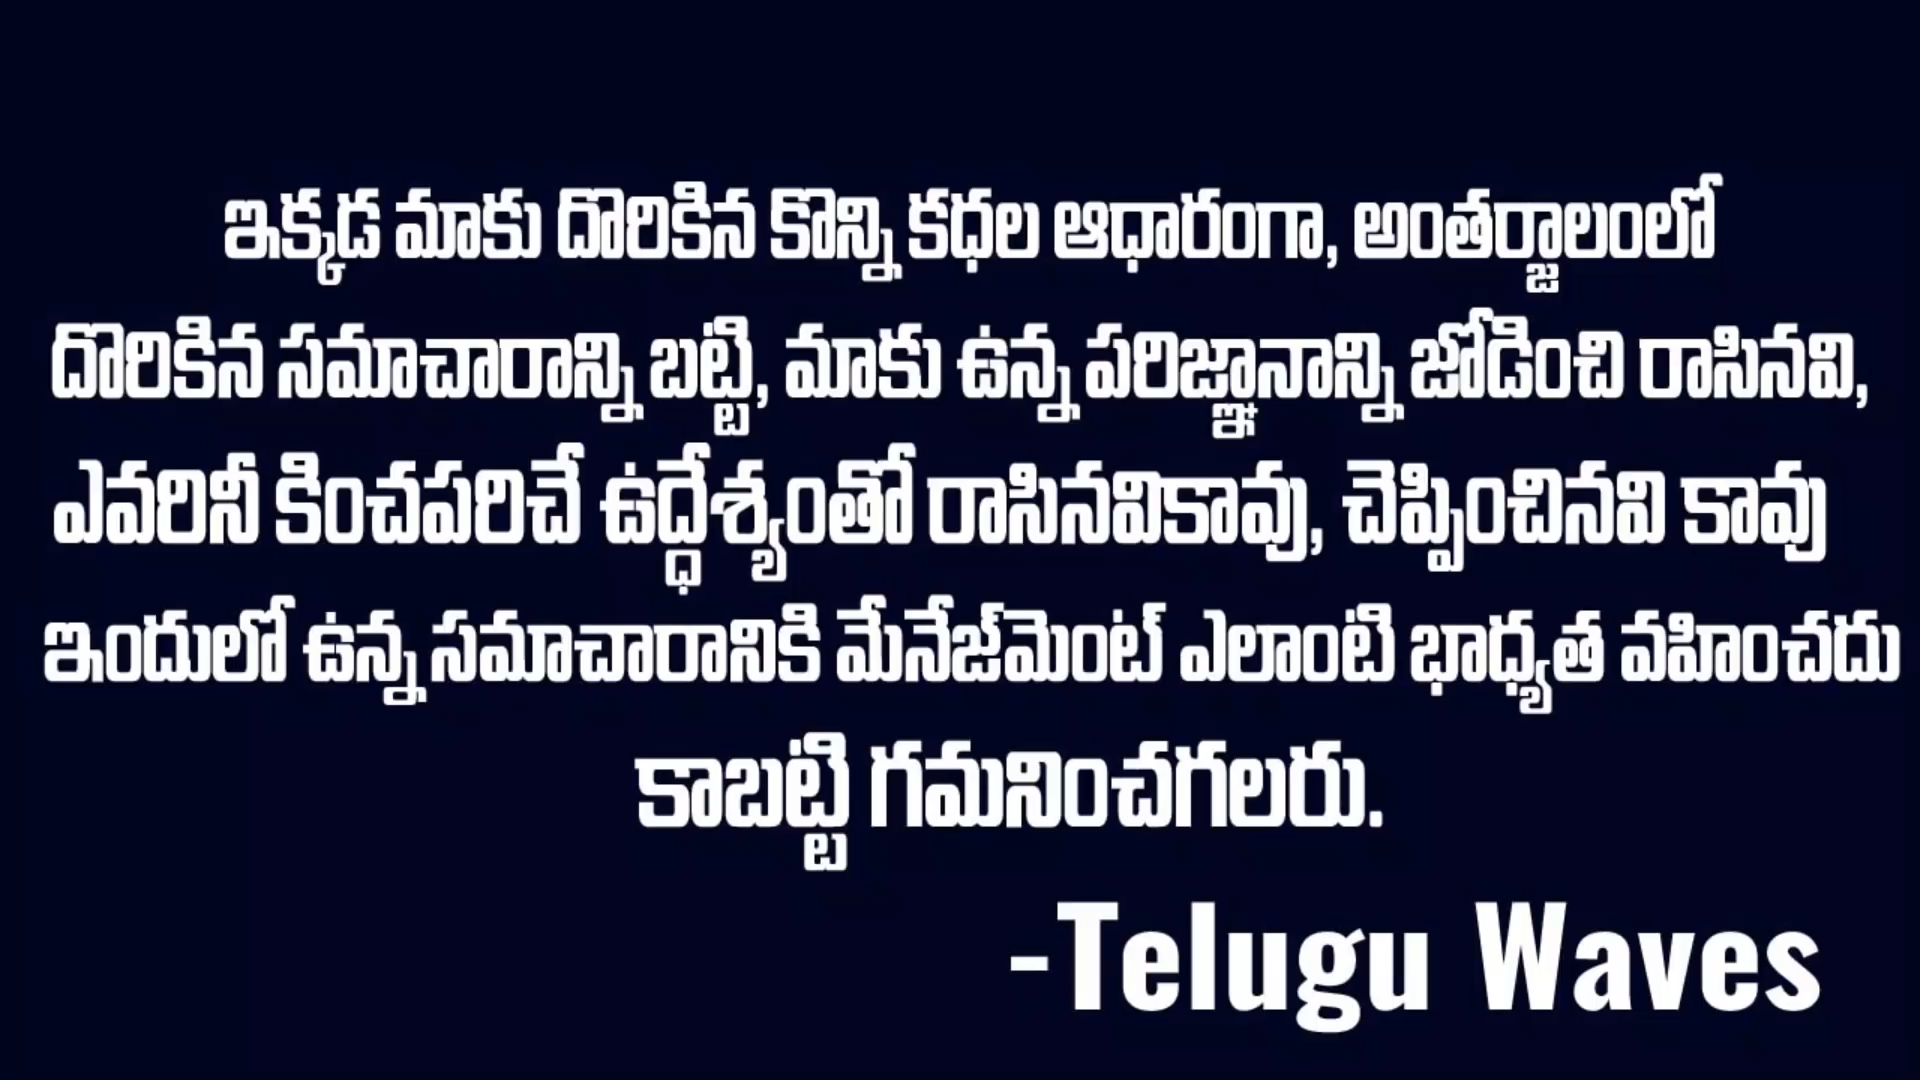 ఇక్కడ మాకు దొరికిన కొన్ని కధల ఆధారంగా, అంతర్జాలంలో
దొరికిన సమాచారాన్ని బట్టి, మాకు ఉన్న పరిజ్ఞానాన్ని జోడించి రాసినవి,
ఎవరినీ కించపరిచే ఉద్ధేశ్యంతో రాసినవికావు, చెప్పించినవి కావు
ఇందులో ఉన్న సమాచారానికి మేనేజ్‌మెంట్ ఎలాంటి భాధ్యత వహించదు
కాబట్టి గమనించగలరు.
-Telugu Waves